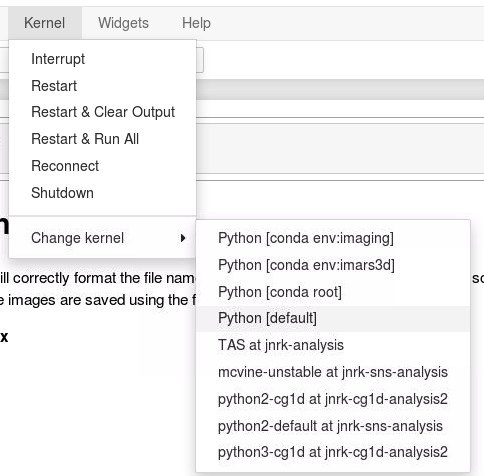 Kernel Widgets Help
Interrupt
Restart
Restart & Clear Output
Restart & Run All
Reconnect
Shutdown
Change kernel
Python [conda env:imaging]
Python [conda env:imars3d]
Python [conda root]
Python [default]
TAS at jnrk-analysis
mcvine-unstable at jnrk-sns-analysis
python2-cg1d at jnrk-cg1d-analysis2
python2-default at jnrk-sns-analysis
python3-cg1d at jnrk-cg1d-analysis2
n
ill correctly format the file nam so
e images are saved using the f
x